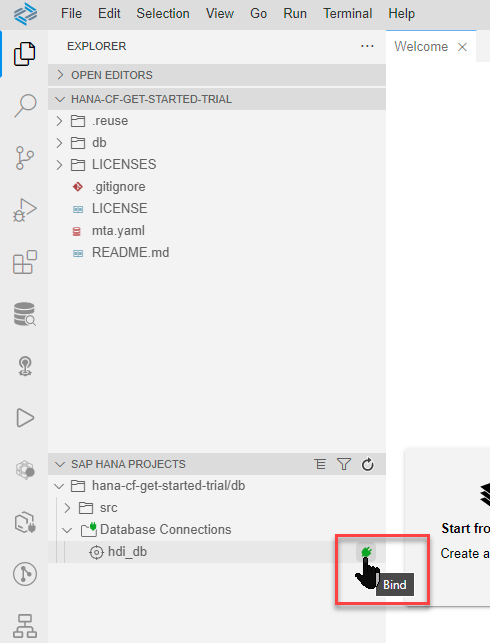 File Edit Selection View Go Run Terminal Help
EXPLORER
Welcome
OPEN EDITORS
HANA-CF-GET-STARTED-TRIAL
.reuse
db
LICENSES
.gitignore
LICENSE
mta.yaml
README.md
SAP HANA PROJECTS
hana-cf-get-started-trial/db
src
Database Connections
hdi_db
Bind
Start fro
Create a